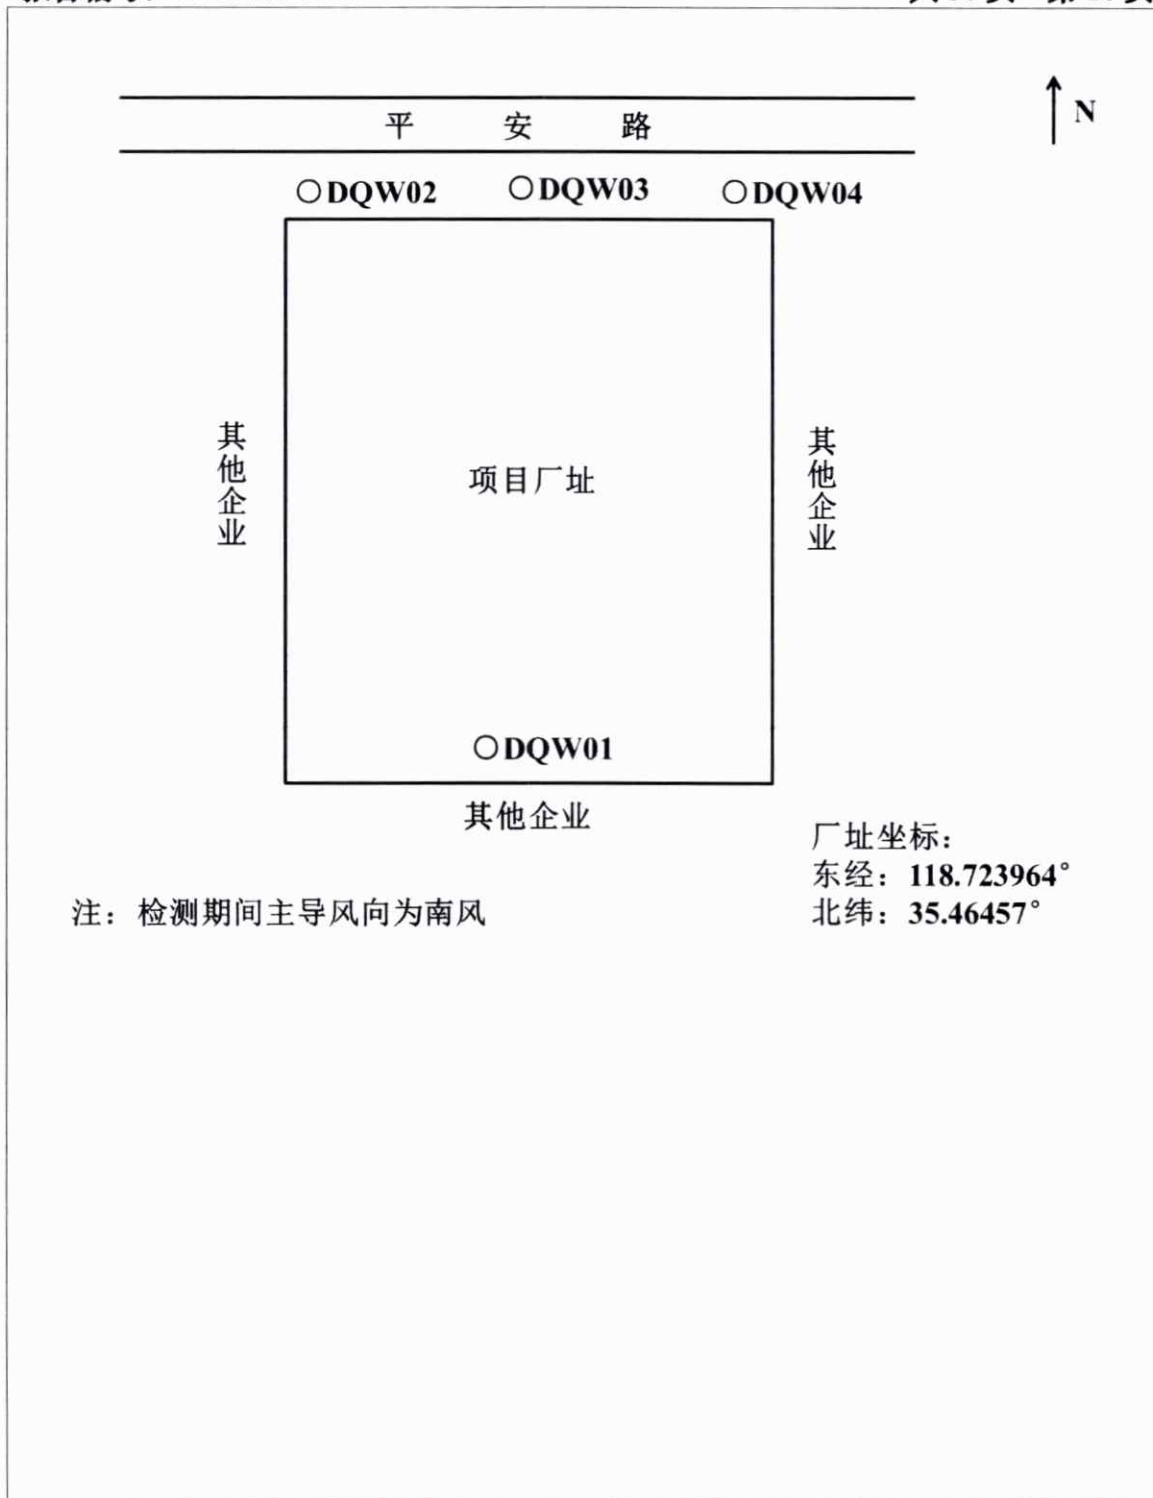 平 安 路
N
○DQW02 ○DQW03 ○DQW04
其他企业
项目厂址
其他企业
○DQW01
其他企业
厂址坐标：
东经：118.723964°
北纬：35.46457°
注：检测期间主导风向为南风